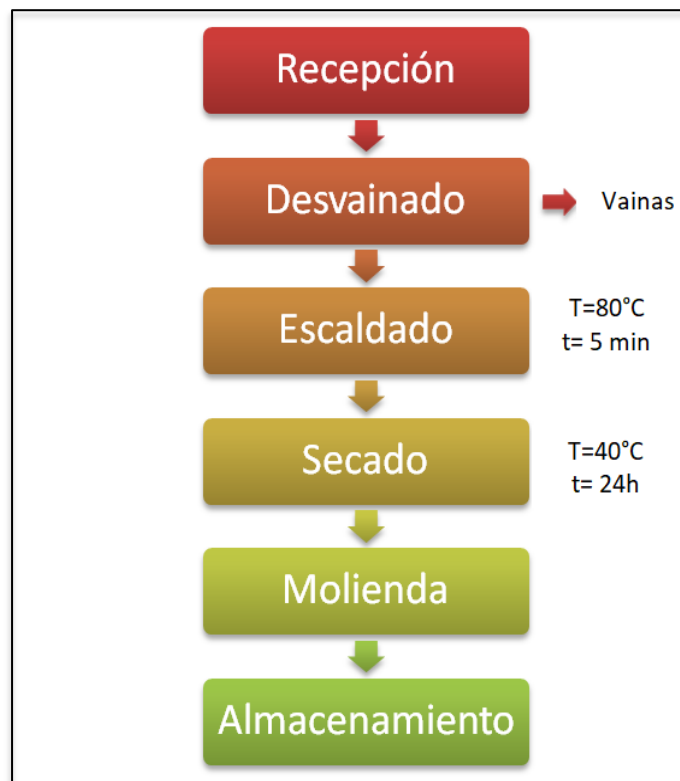 Recepción
Desvainado
Vainas
Escaldado
T=80°C
t= 5 min
Secado
T=40°C
t= 24h
Molienda
Almacenamiento